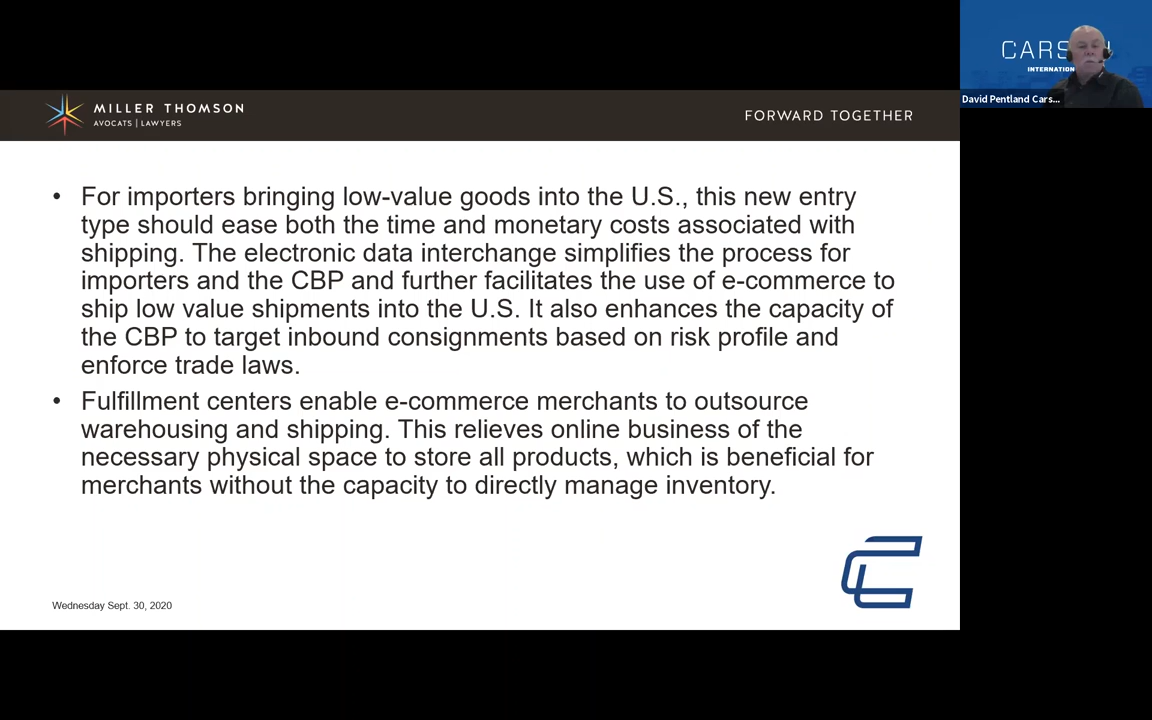 CARS
INTERNATION
David Pentland Cars...
MILLER THOMSON
AVOCATS | LAWYERS
FORWARD TOGETHER
• For importers bringing low-value goods into the U.S., this new entry
type should ease both the time and monetary costs associated with
shipping. The electronic data interchange simplifies the process for
importers and the CBP and further facilitates the use of e-commerce to
ship low value shipments into the U.S. It also enhances the capacity of
the CBP to target inbound consignments based on risk profile and
enforce trade laws.
• Fulfillment centers enable e-commerce merchants to outsource
warehousing and shipping. This relieves online business of the
necessary physical space to store all products, which is beneficial for
merchants without the capacity to directly manage inventory.
Wednesday Sept. 30, 2020